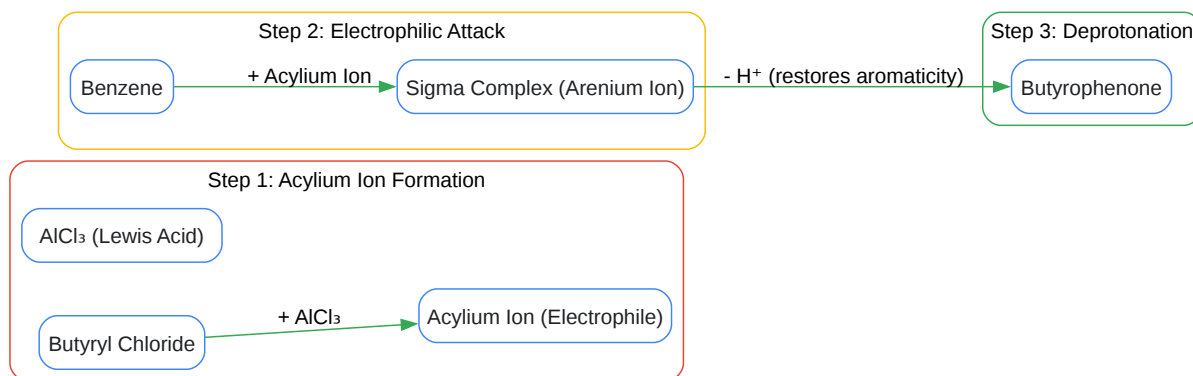 Step 2: Electrophilic Attack
Benzene
+ Acylium Ion
Sigma Complex (Arenium Ion)
- H⁺ (restores aromaticity)
Step 3: Deprotonation
Butyrophenone
Step 1: Acylium Ion Formation
AlCl₃ (Lewis Acid)
Butyryl Chloride
+ AlCl₃
Acylium Ion (Electrophile)